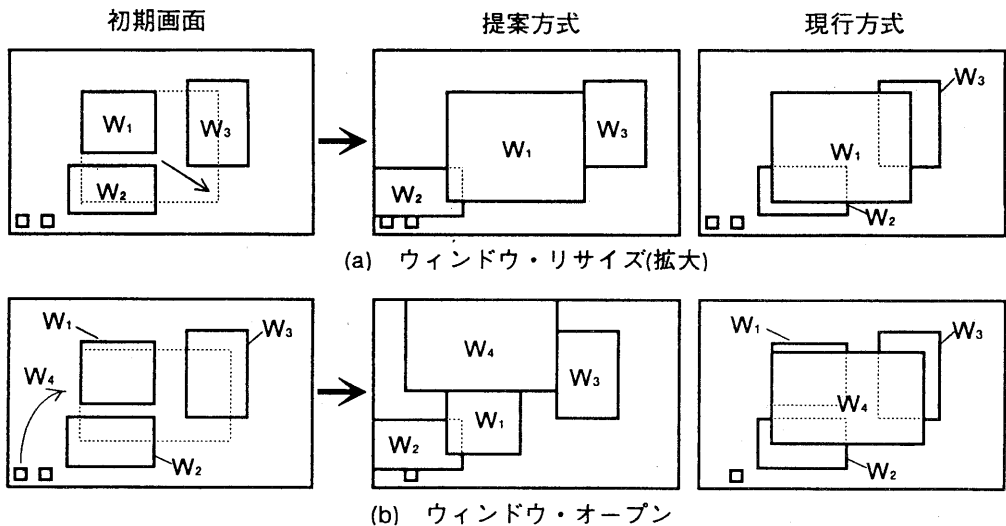 初期画面 提案方式 現行方式
W₁ W₃ W₂
W₁ W₃ W₂
W₃ W₁ W₂
(a) ウィンドウ・リサイズ(拡大)
W₁ W₃ W₄ W₂
W₄ W₃ W₁ W₂
W₁ W₃ W₄ W₂
(b) ウィンドウ・オープン